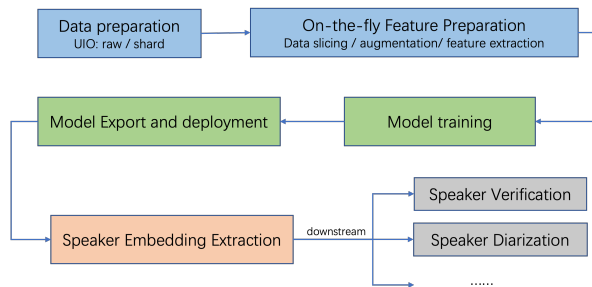 Data preparation
UIO: raw / shard
On-the-fly Feature Preparation
Data slicing / augmentation/ feature extraction
Model Export and deployment
Model training
Speaker Embedding Extraction
downstream
Speaker Verification
Speaker Diarization
......